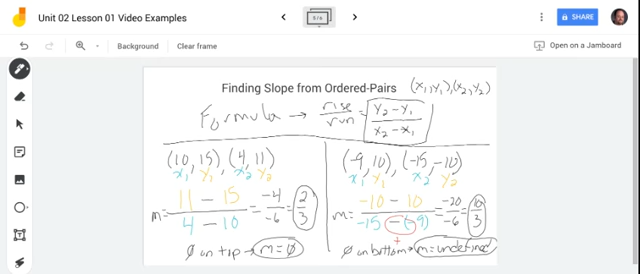 Unit 02 Lesson 01 Video Examples
5/6
SHARE
Background
Clear frame
Open on a Jamboard
Finding Slope from Ordered-Pairs (x₁, y₁), (x₂, y₂)
Formula → rise/run = y₂ - y₁ / x₂ - x₁
(10, 15) (4, 11)
x₁ y₁ x₂ y₂
m = 11 - 15 / 4 - 10 = -4 / -6 = 2/3
∅ on top → m = ∅
(-9, 10), (-15, -10)
x₁ y₁ x₂ y₂
m = -10 - 10 / -15 - (-9) = -20 / -6 = 10/3
+
∅ on bottom → m = undefined